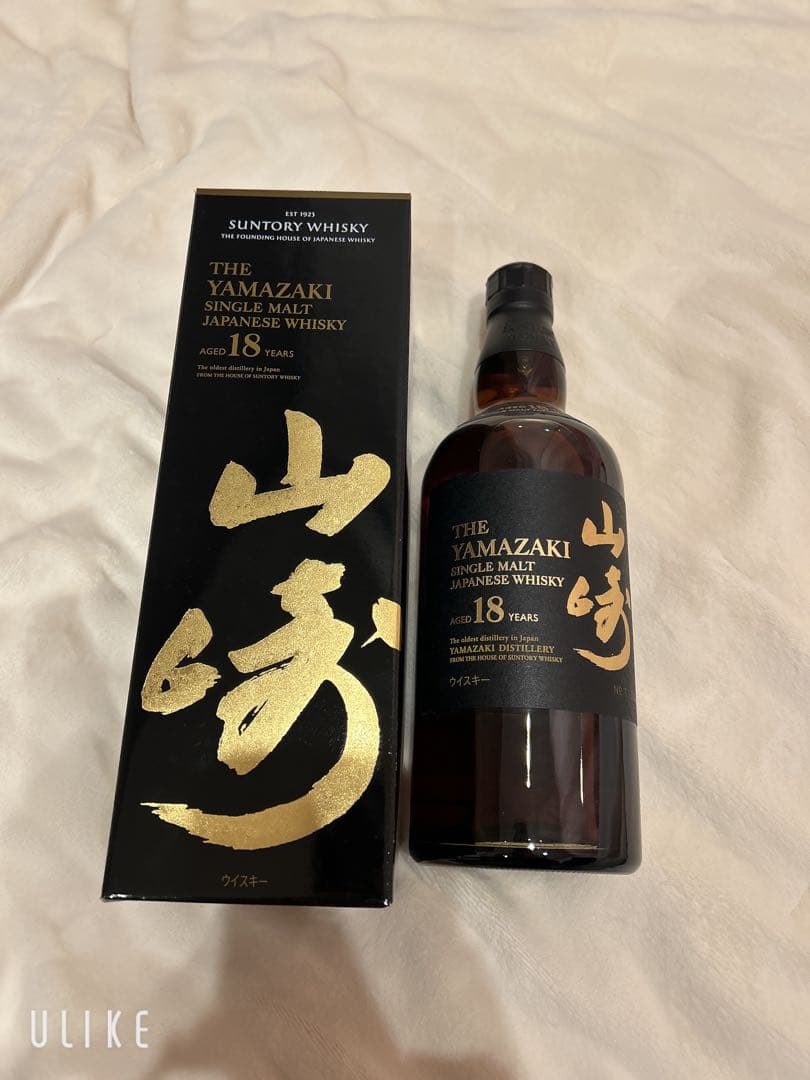 EST 1923
SUNTORY WHISKY
THE FOUNDING HOUSE OF JAPANESE WHISKY
THE
YAMAZAKI
SINGLE MALT
JAPANESE WHISKY
AGED 18 YEARS
The oldest distillery in Japan
FROM THE HOUSE OF SUNTORY WHISKY
山崎
ウイスキー
THE
YAMAZAKI
SINGLE MALT
JAPANESE WHISKY
AGED 18 YEARS
The oldest distillery in Japan
YAMAZAKI DISTILLERY
FROM THE HOUSE OF SUNTORY WHISKY
ウイスキー
山崎
ULIKE